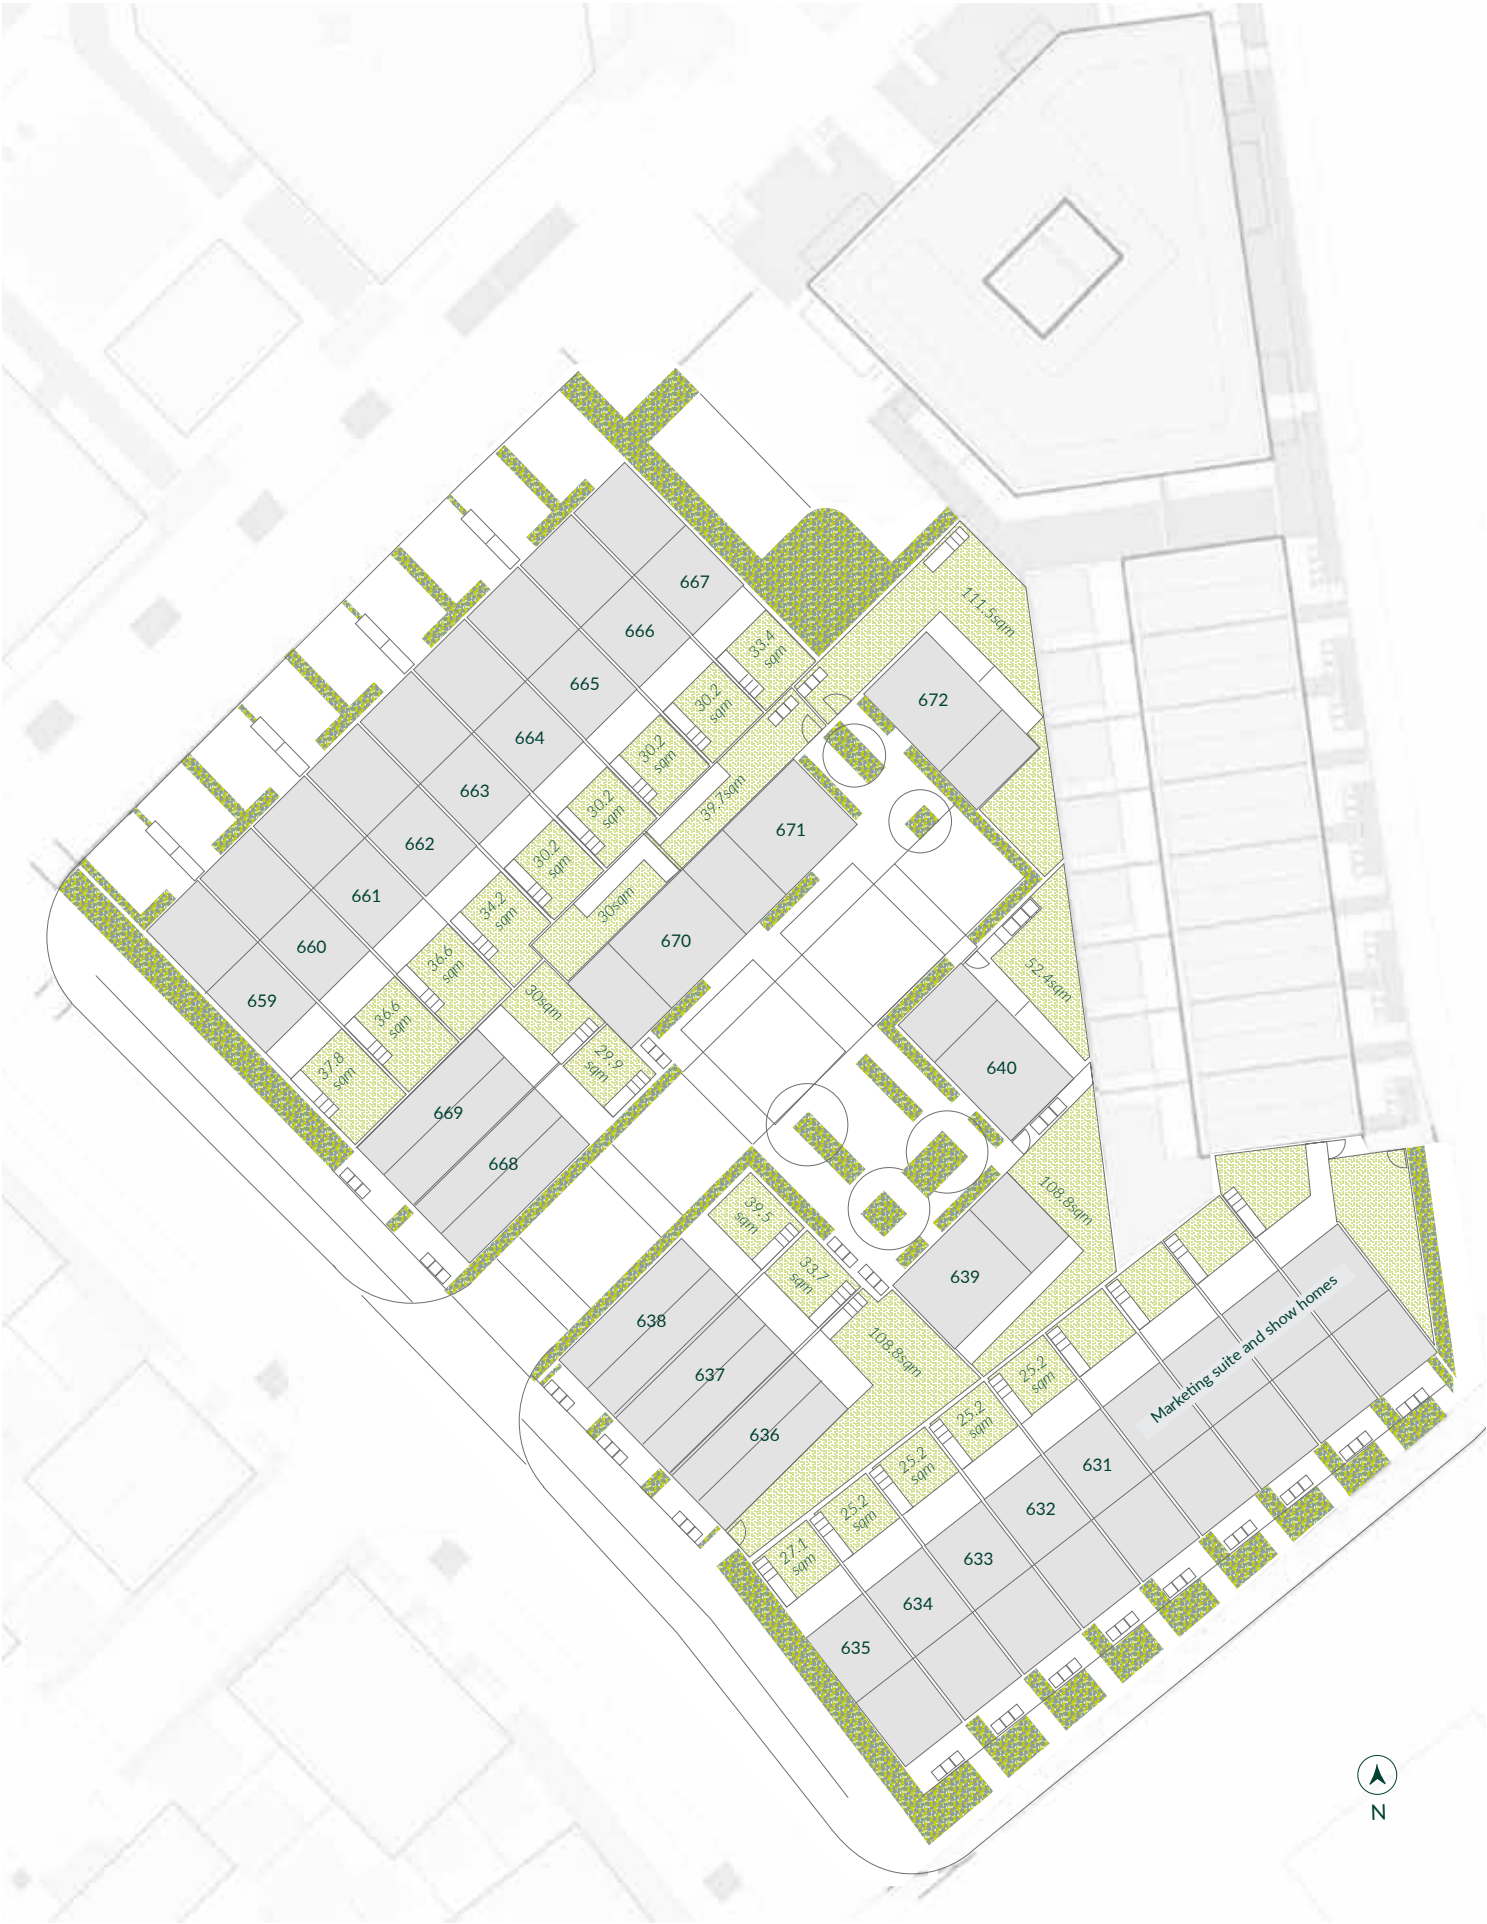 667
666
665
664
663
662
661
660
659
33.4
sqm
30.2
sqm
30.2
sqm
30.2
sqm
30.2
sqm
34.2
sqm
36.6
sqm
36.6
sqm
37.8
sqm
111.5sqm
672
39.7sqm
671
30sqm
670
30sqm
29.9
sqm
669
668
52.4sqm
640
108.8sqm
639
39.5
sqm
33.7
sqm
638
637
636
108.8sqm
Marketing suite and show homes
25.2
sqm
25.2
sqm
25.2
sqm
25.2
sqm
27.1
sqm
631
632
633
634
635
N